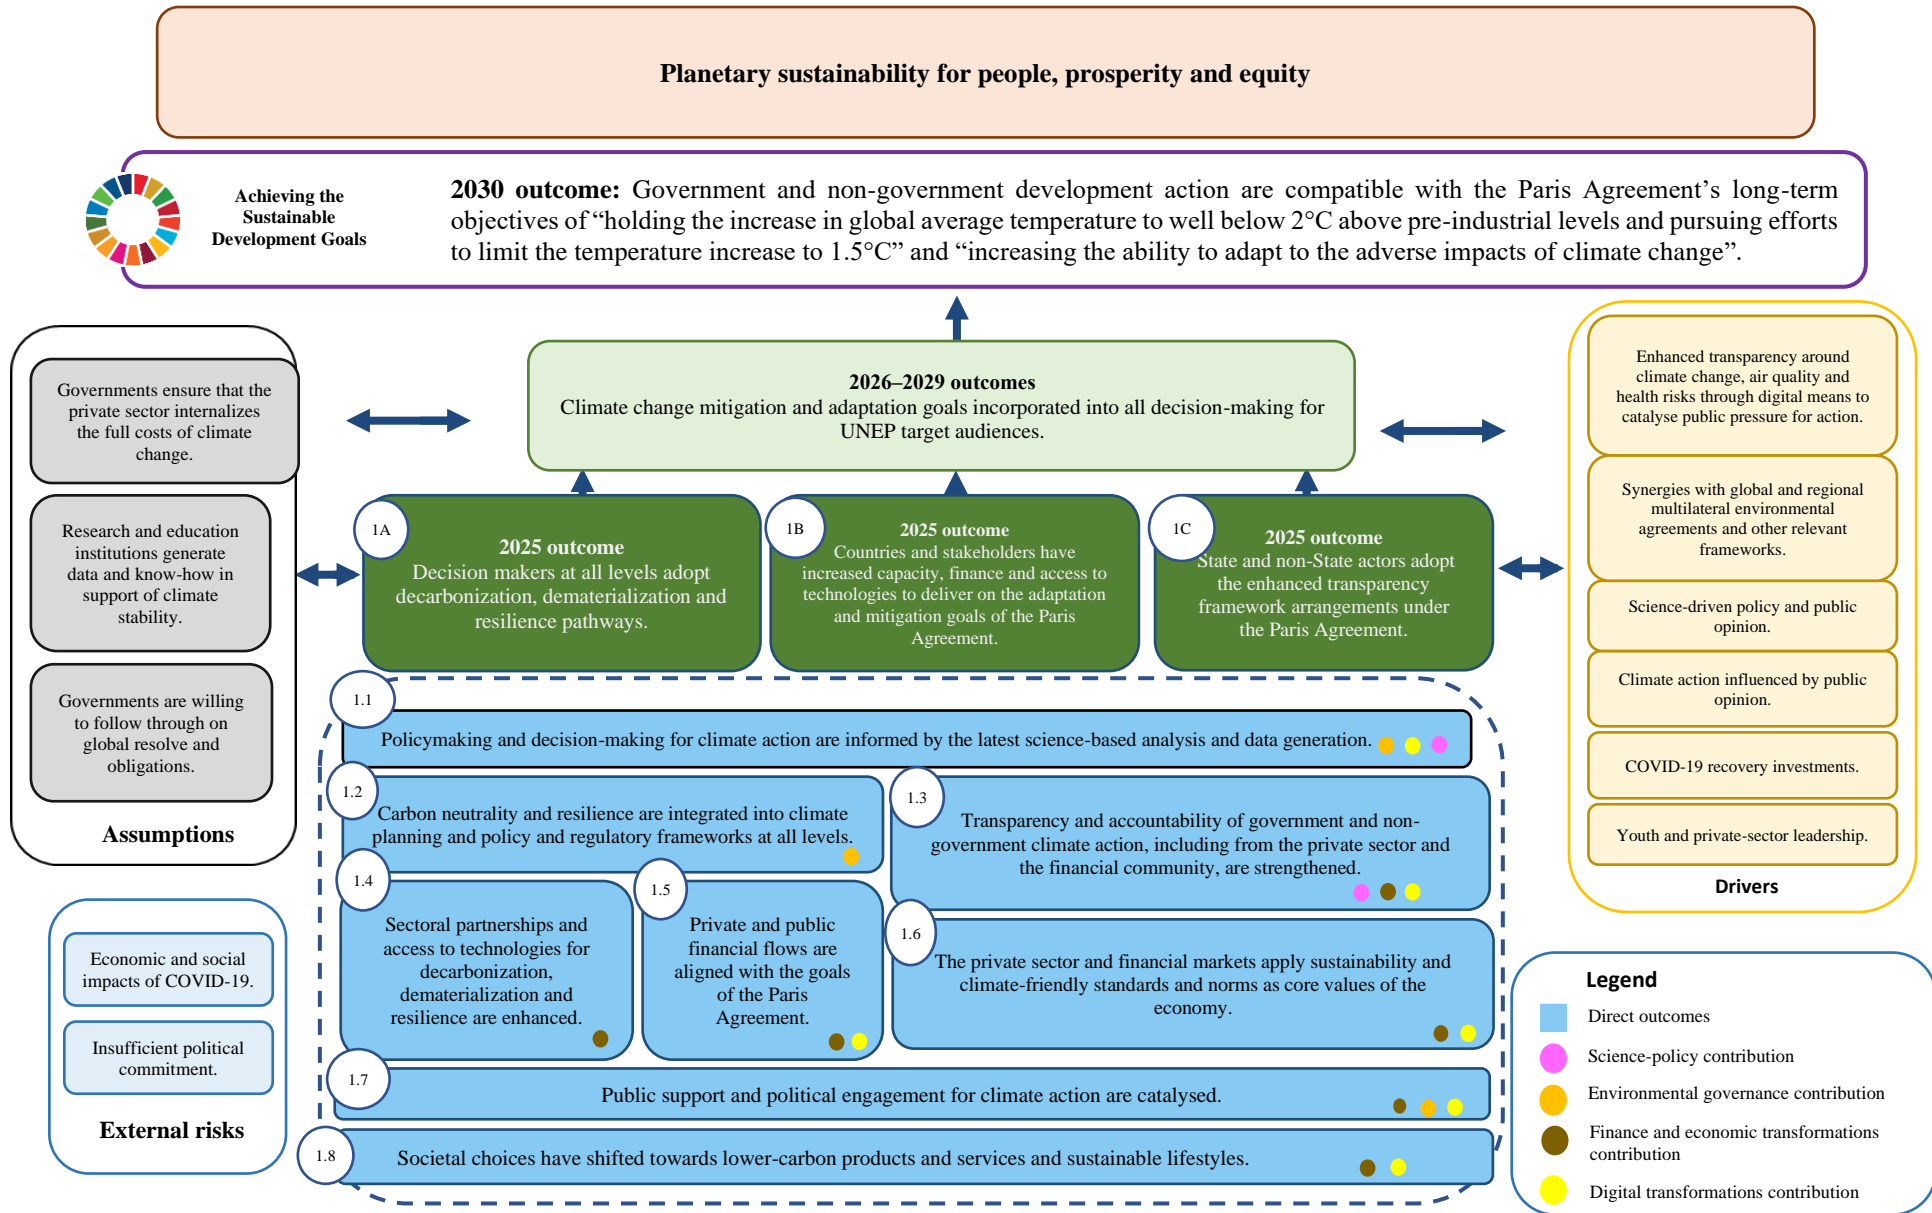 Planetary sustainability for people, prosperity and equity
Achieving the
Sustainable
Development Goals
2030 outcome: Government and non-government development action are compatible with the Paris Agreement’s long-term
objectives of “holding the increase in global average temperature to well below 2°C above pre-industrial levels and pursuing efforts
to limit the temperature increase to 1.5°C” and “increasing the ability to adapt to the adverse impacts of climate change”.
Governments ensure that the
private sector internalizes
the full costs of climate
change.
Research and education
institutions generate
data and know-how in
support of climate
stability.
Governments are willing
to follow through on
global resolve and
obligations.
Assumptions
Economic and social
impacts of COVID-19.
Insufficient political
commitment.
External risks
2026–2029 outcomes
Climate change mitigation and adaptation goals incorporated into all decision-making for
UNEP target audiences.
1A
2025 outcome
Decision makers at all levels adopt
decarbonization, dematerialization and
resilience pathways.
1B
2025 outcome
Countries and stakeholders have
increased capacity, finance and access to
technologies to deliver on the adaptation
and mitigation goals of the Paris
Agreement.
1C
2025 outcome
State and non-State actors adopt
the enhanced transparency
framework arrangements under
the Paris Agreement.
1.1
Policymaking and decision-making for climate action are informed by the latest science-based analysis and data generation.
1.2
Carbon neutrality and resilience are integrated into climate
planning and policy and regulatory frameworks at all levels.
1.3
Transparency and accountability of government and non-
government climate action, including from the private sector and
the financial community, are strengthened.
1.4
Sectoral partnerships and
access to technologies for
decarbonization,
dematerialization and
resilience are enhanced.
1.5
Private and public
financial flows are
aligned with the goals
of the Paris
Agreement.
1.6
The private sector and financial markets apply sustainability and
climate-friendly standards and norms as core values of the
economy.
1.7
Public support and political engagement for climate action are catalysed.
1.8
Societal choices have shifted towards lower-carbon products and services and sustainable lifestyles.
Enhanced transparency around
climate change, air quality and
health risks through digital means to
catalyse public pressure for action.
Synergies with global and regional
multilateral environmental
agreements and other relevant
frameworks.
Science-driven policy and public
opinion.
Climate action influenced by public
opinion.
COVID-19 recovery investments.
Youth and private-sector leadership.
Drivers
Legend
Direct outcomes
Science-policy contribution
Environmental governance contribution
Finance and economic transformations
contribution
Digital transformations contribution